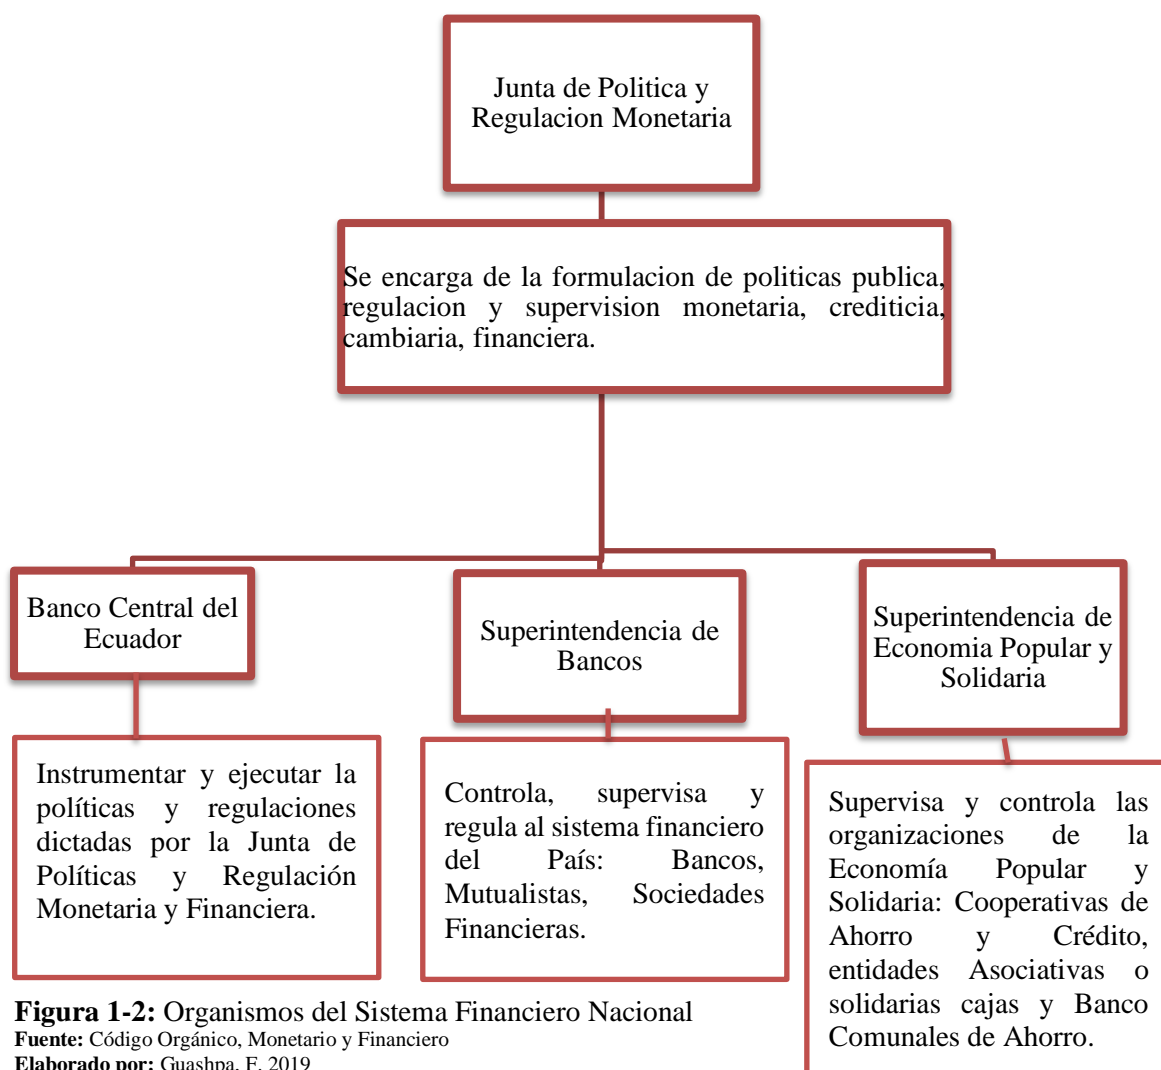 Junta de Politica y
Regulacion Monetaria
Se encarga de la formulacion de politicas publica,
regulacion y supervision monetaria, crediticia,
cambiaria, financiera.
Banco Central del
Ecuador
Superintendencia de
Bancos
Superintendencia de
Economia Popular y
Solidaria
Instrumentar y ejecutar la
políticas y regulaciones
dictadas por la Junta de
Políticas y Regulación
Monetaria y Financiera.
Controla, supervisa y
regula al sistema financiero
del País: Bancos,
Mutualistas, Sociedades
Financieras.
Supervisa y controla las
organizaciones de la
Economía Popular y
Solidaria: Cooperativas de
Ahorro y Crédito,
entidades Asociativas o
solidarias cajas y Banco
Comunales de Ahorro.
Figura 1-2: Organismos del Sistema Financiero Nacional
Fuente: Código Orgánico, Monetario y Financiero
Elaborado por: Guashpa, F. 2019